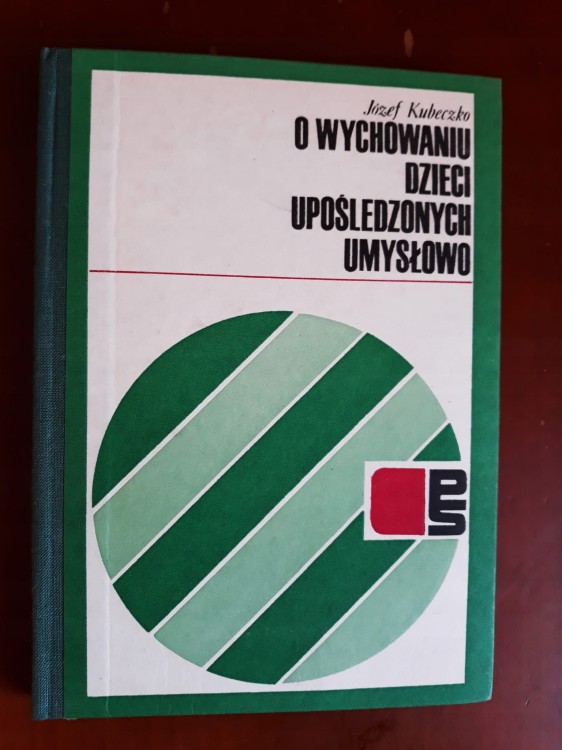 Józef Kubeczko
O WYCHOWANIU
DZIECI
UPOŚLEDZONYCH
UMYSŁOWO
PS